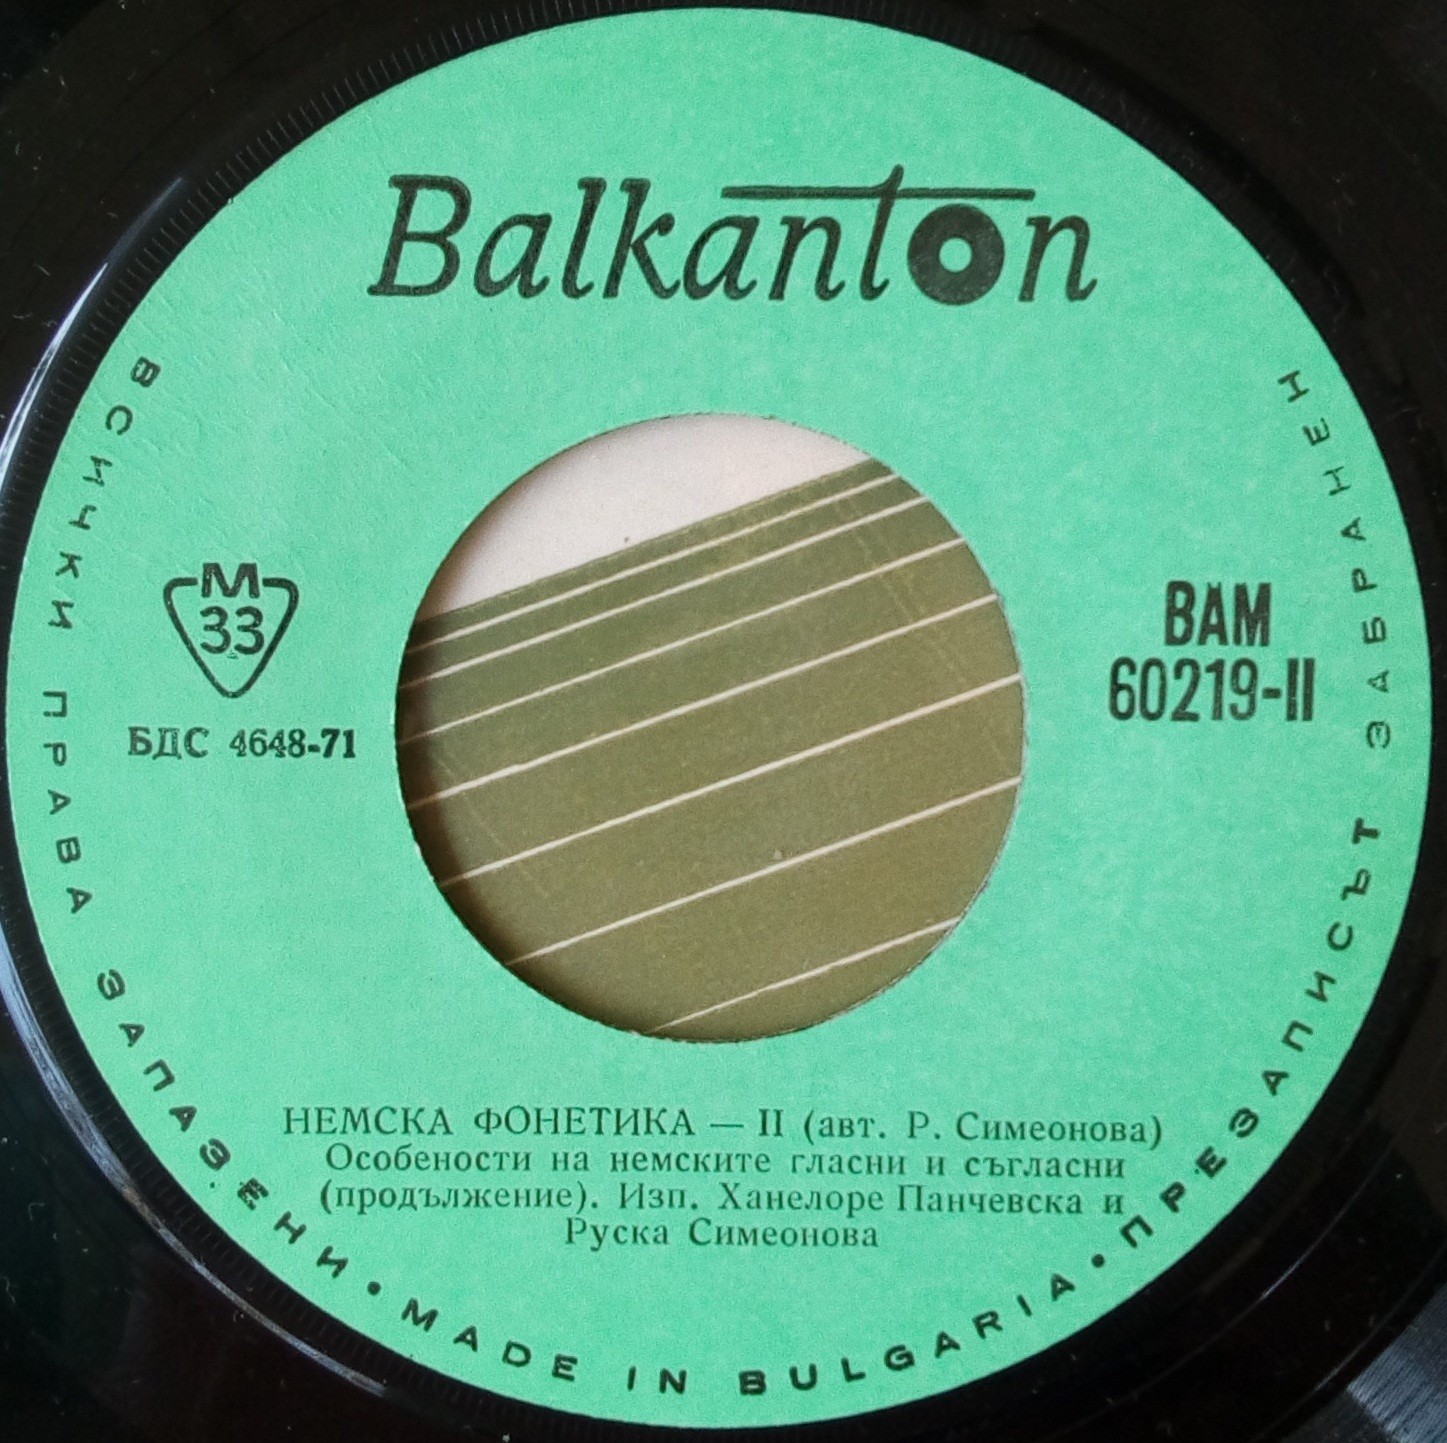 Balkanton
М
33
БДС 4648-71
ВАМ
60219-II
НЕМСКА ФОНЕТИКА — II (авт. Р. Симеонова)
Особености на немските гласни и съгласни
(продължение). Изп. Ханелоре Панчевска и
Руска Симеонова
ВСИЧКИ ПРАВА ЗАПАЗЕНИ • MADE IN BULGARIA • ПРЕЗАПИСЪТ ЗАБРАНЕН